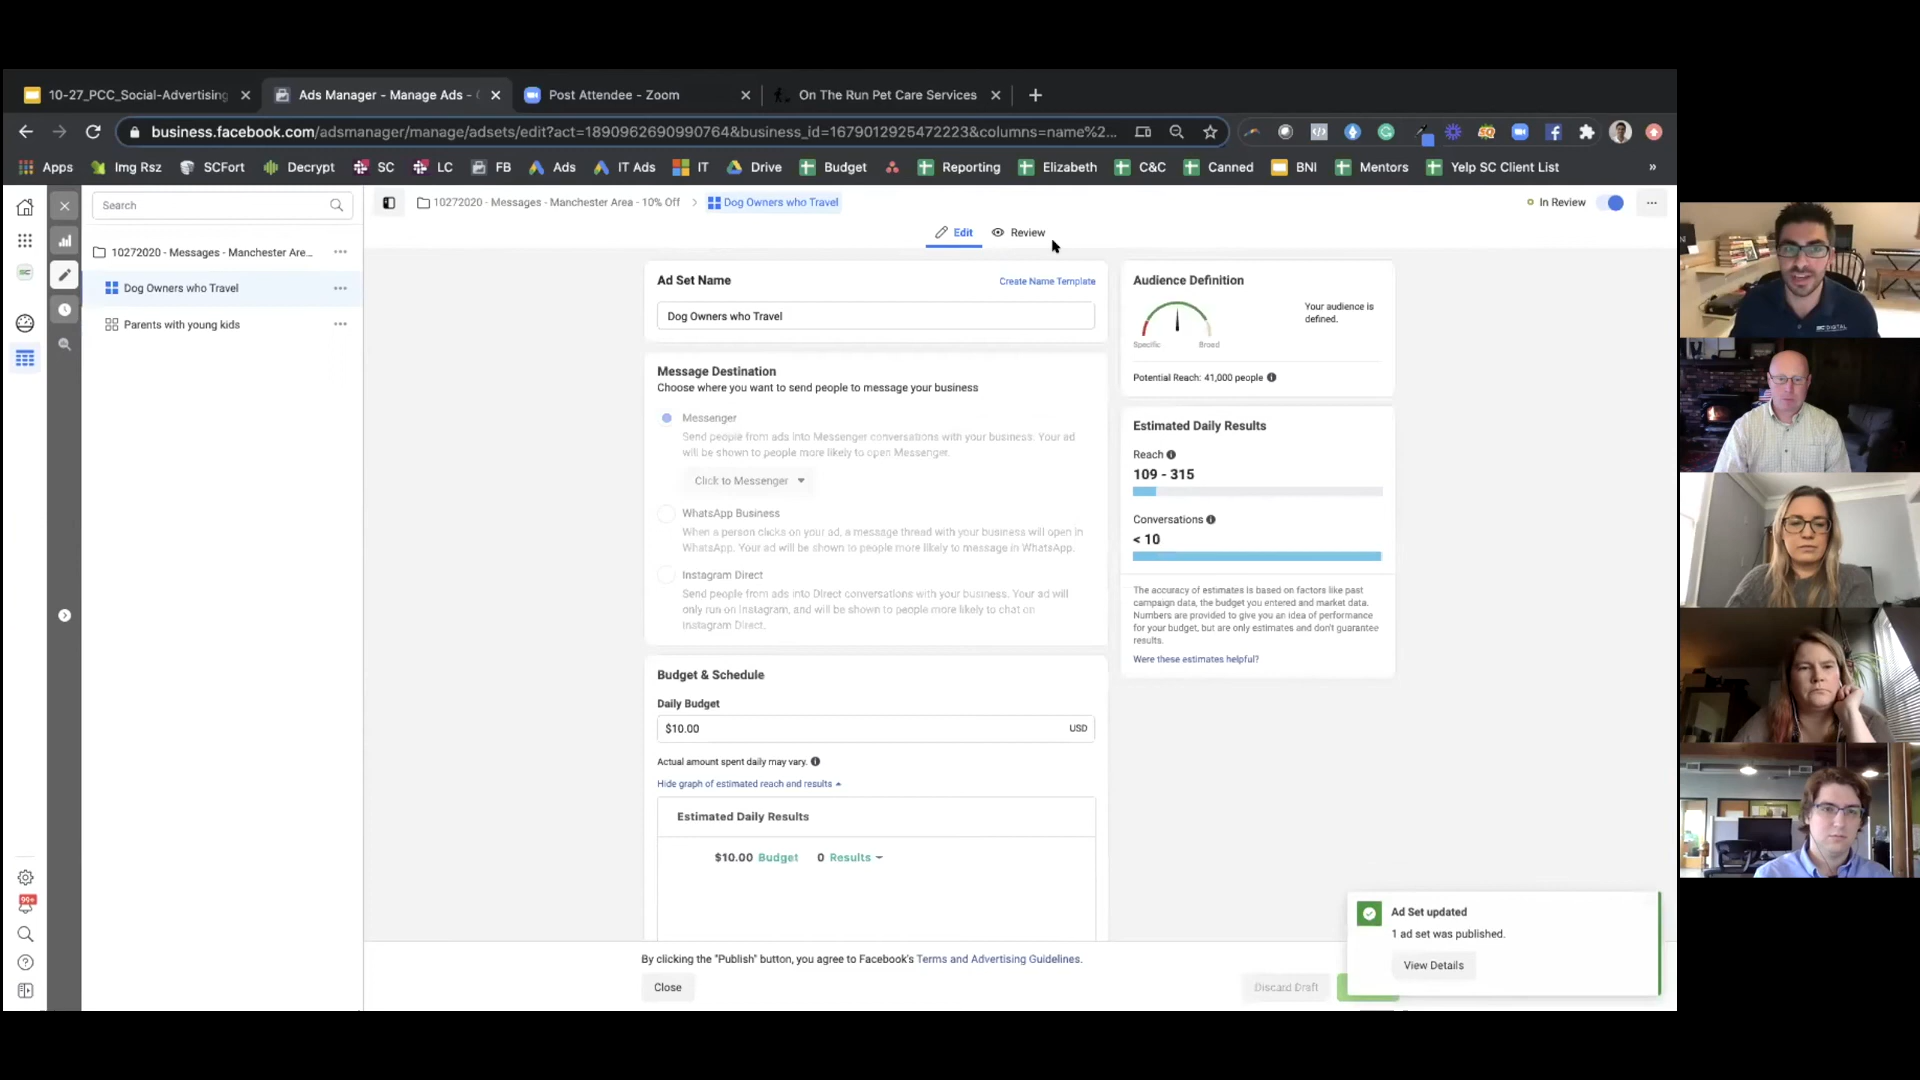 10-27_PCC_Social-Advertising
Ads Manager - Manage Ads -
Post Attendee - Zoom
On The Run Pet Care Services
business.facebook.com/adsmanager/manage/adsets/edit?act=1890962690990764&business_id=1679012925472223&columns=name%2...
Apps
Img Rsz
SCFort
Decrypt
SC
LC
FB
Ads
IT Ads
IT
Drive
Budget
Reporting
Elizabeth
C&C
Canned
BNI
Mentors
Yelp SC Client List
»
Search
10272020 - Messages - Manchester Are...
Dog Owners who Travel
Parents with young kids
99+
10272020 - Messages - Manchester Area - 10% Off
Dog Owners who Travel
In Review
Edit
Review
Ad Set Name
Create Name Template
Dog Owners who Travel
Message Destination
Choose where you want to send people to message your business
Messenger
Send people from ads into Messenger conversations with your business. Your ad
will be shown to people more likely to open Messenger.
Click to Messenger
WhatsApp Business
When a person clicks on your ad, a message thread with your business will open in
WhatsApp. Your ad will be shown to people more likely to message in WhatsApp.
Instagram Direct
Send people from ads into Direct conversations with your business. Your ad will
only run on Instagram, and will be shown to people more likely to chat on
Instagram Direct.
Budget & Schedule
Daily Budget
$10.00
USD
Actual amount spent daily may vary.
Hide graph of estimated reach and results
Estimated Daily Results
$10.00 Budget
0 Results
Audience Definition
Your audience is
defined.
Specific
Broad
Potential Reach: 41,000 people
Estimated Daily Results
Reach
109 - 315
Conversations
< 10
The accuracy of estimates is based on factors like past
campaign data, the budget you entered and market data.
Numbers are provided to give you an idea of performance
for your budget, but are only estimates and don't guarantee
results.
Were these estimates helpful?
By clicking the "Publish" button, you agree to Facebook's Terms and Advertising Guidelines.
Close
Discard Draft
Ad Set updated
1 ad set was published.
View Details
SC DIGITAL